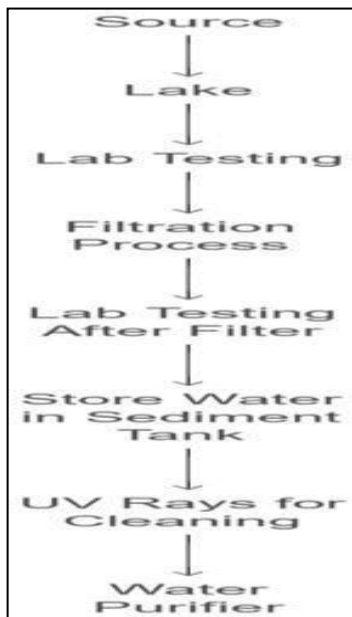 Source
Lake
Lab Testing
Filtration
Process
Lab Testing
After Filter
Store Water
in Sediment
Tank
UV Rays for
Cleaning
Water
Purifier